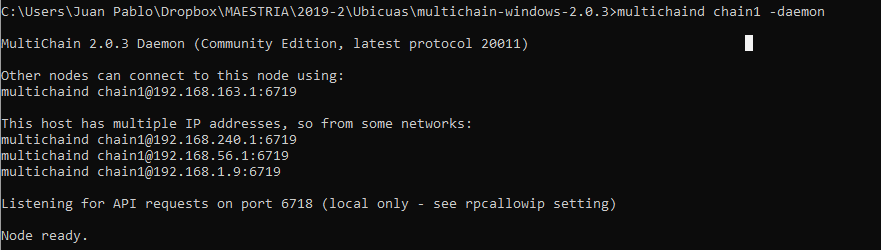 C:\Users\Juan Pablo\Dropbox\MAESTRIA\2019-2\Ubicuas\multichain-windows-2.0.3>multichaind chain1 -daemon
MultiChain 2.0.3 Daemon (Community Edition, latest protocol 20011)
Other nodes can connect to this node using:
multichaind chain1@192.168.163.1:6719
This host has multiple IP addresses, so from some networks:
multichaind chain1@192.168.240.1:6719
multichaind chain1@192.168.56.1:6719
multichaind chain1@192.168.1.9:6719
Listening for API requests on port 6718 (local only - see rpcallowip setting)
Node ready.